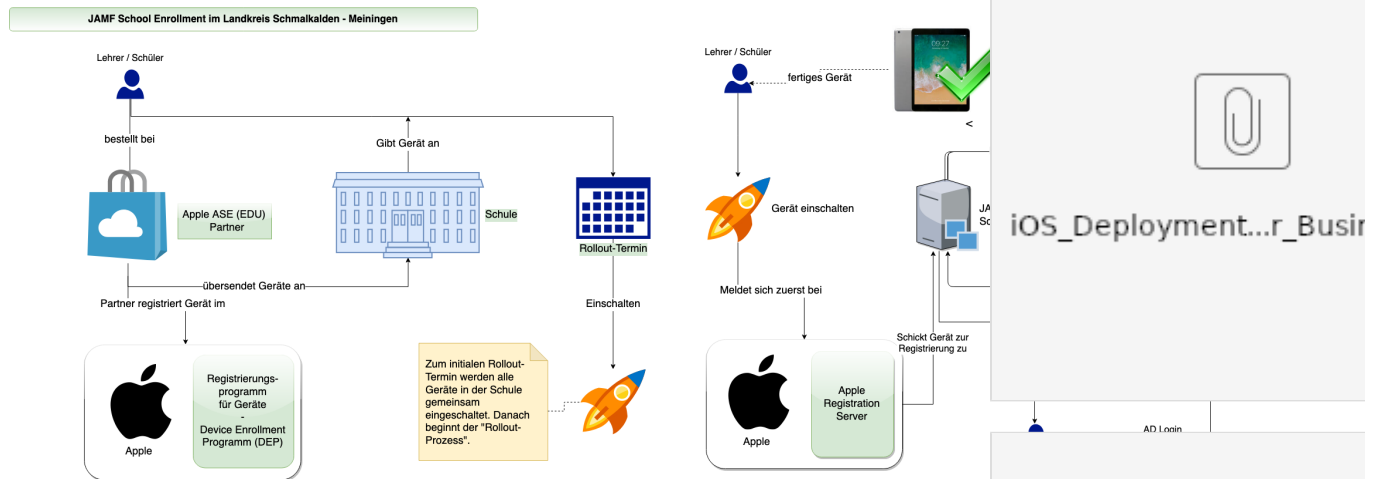 JAMF School Enrollment im Landkreis Schmalkalden - Meiningen
Lehrer / Schüler
bestellt bei
Apple ASE (EDU)
Partner
Gibt Gerät an
Schule
Rollout-Termin
übersendet Geräte an
Partner registriert Gerät im
Einschalten
Apple
Registrierungs-
programm
für Geräte
-
Device Enrollment
Programm (DEP)
Zum initialen Rollout-
Termin werden alle
Geräte in der Schule
gemeinsam
eingeschaltet. Danach
beginnt der "Rollout-
Prozess".
Lehrer / Schüler
fertiges Gerät
09:27
<
Gerät einschalten
JA
Sc
Meldet sich zuerst bei
Schickt Gerät zur
Registrierung zu
Apple
Apple
Registration
Server
iOS_Deployment...r_Busin
AD Login